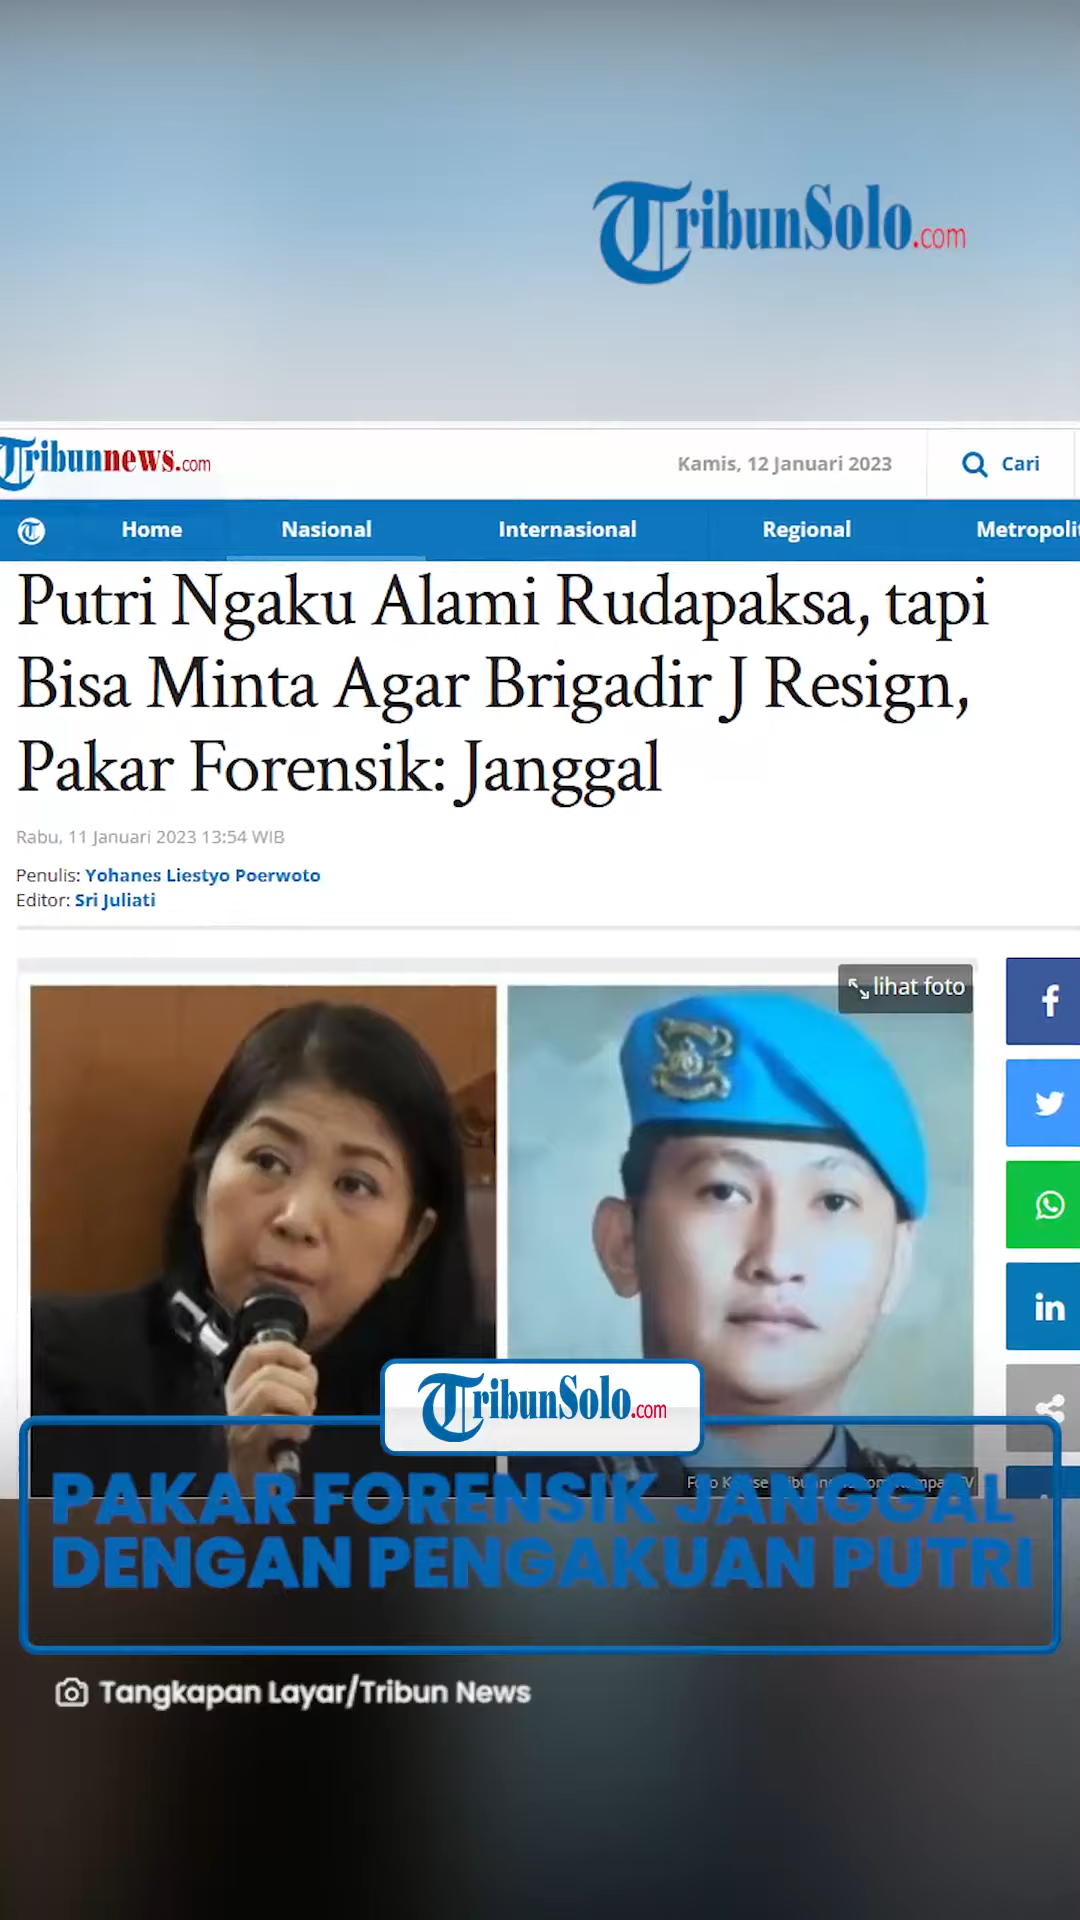 TribunSolo.com
Tribunnews.com
Kamis, 12 Januari 2023
Cari
Home Nasional Internasional Regional
Putri Ngaku Alami Rudapaksa, tapi
Bisa Minta Agar Brigadir J Resign,
Pakar Forensik: Janggal
Rabu, 11 Januari 2023 13:54 WIB
Penulis: Yohanes Liestyo Poerwoto
Editor: Sri Juliati
lihat foto
TribunSolo.com
PAKAR FORENSIK JANGGAL
DENGAN PENGAKUAN PUTRI
Tangkapan Layar/Tribun News